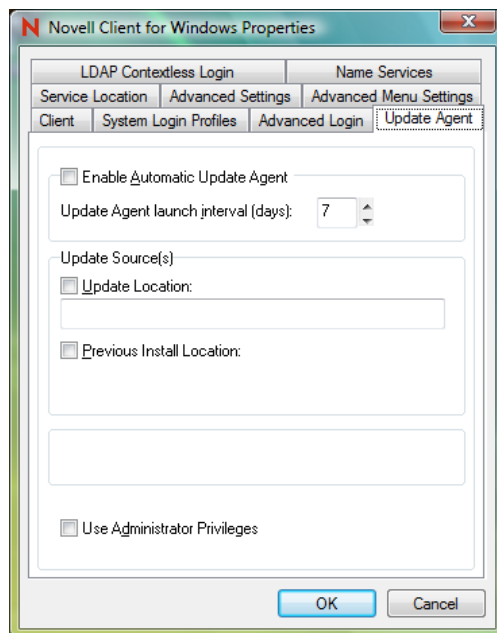 Novell Client for Windows Properties
LDAP Contextless Login Name Services
Service Location Advanced Settings Advanced Menu Settings
Client System Login Profiles Advanced Login Update Agent
Enable Automatic Update Agent
Update Agent launch interval (days): 7
Update Source(s)
Update Location:
Previous Install Location:
Use Administrator Privileges
OK Cancel